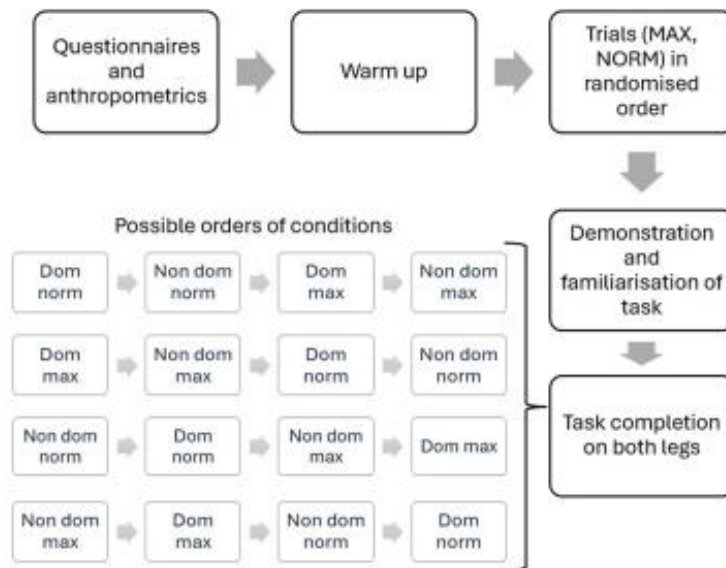 Questionnaires
and
anthropometrics
Warm up
Trials (MAX,
NORM) in
randomised
order
Demonstration
and
familiarisation of
task
Task completion
on both legs
Possible orders of conditions
Dom
norm
Non dom
norm
Dom
max
Non dom
max
Dom
max
Non dom
max
Dom
norm
Non dom
norm
Non dom
norm
Dom
norm
Non dom
max
Dom max
Non dom
max
Dom
max
Non dom
norm
Dom
norm